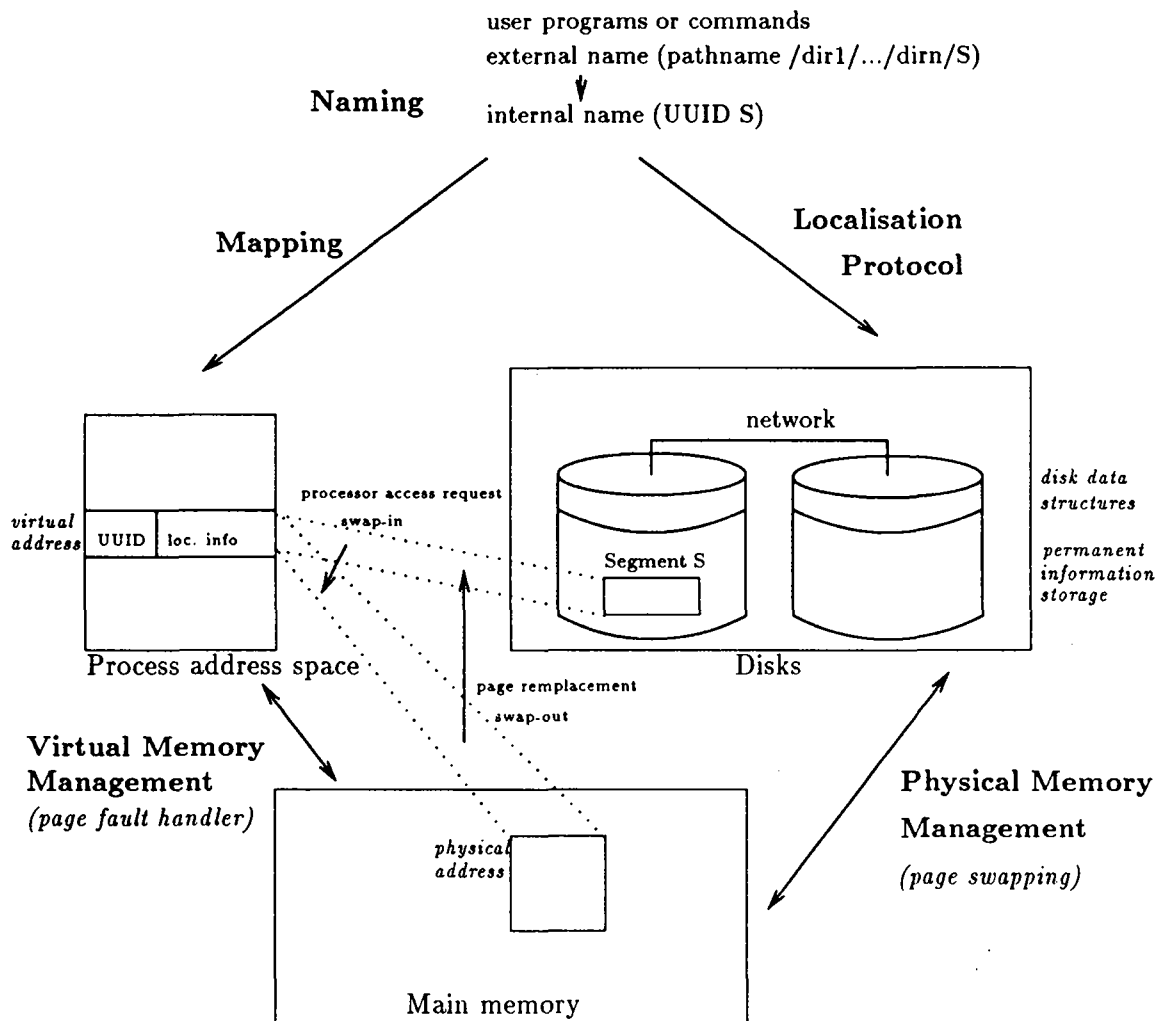 user programs or commands
external name (pathname /dir1/.../dirn/S)
Naming
internal name (UUID S)
Mapping
Localisation
Protocol
network
processor access request
swap-in
disk data
structures
virtual
address
UUID
loc. info
Segment S
permanent
information
storage
Process address space
Disks
page remplacement
swap-out
Virtual Memory
Management
(page fault handler)
Physical Memory
Management
(page swapping)
physical
address
Main memory